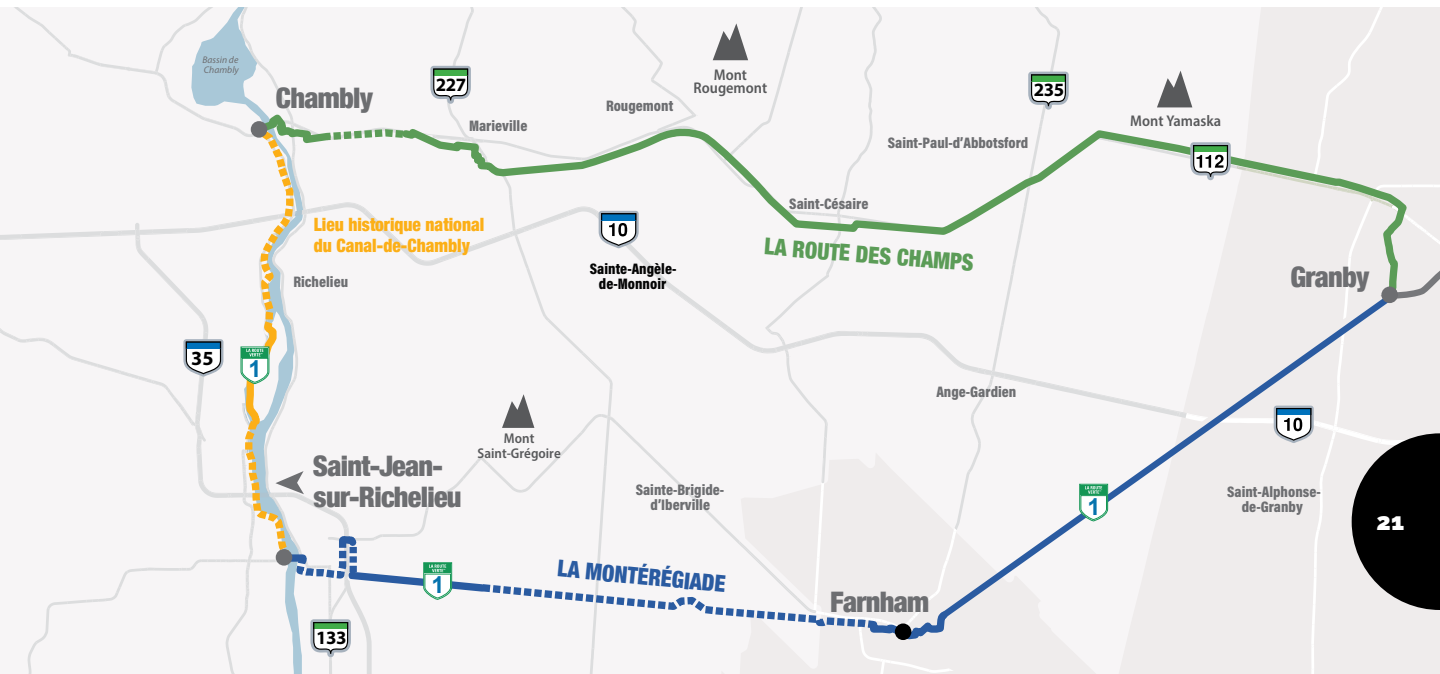 Bassin de
Chambly
Chambly
227
Marieville
Rougemont
Mont
Rougemont
235
Mont Yamaska
Saint-Paul-d'Abbotsford
112
Saint-Césaire
LA ROUTE DES CHAMPS
Lieu historique national
du Canal-de-Chambly
10
Sainte-Angèle-
de-Monnoir
Richelieu
Granby
35
LA ROUTE
VERTE
1
Ange-Gardien
Mont
Saint-Grégoire
10
Saint-Jean-
sur-Richelieu
Sainte-Brigide-
d'Iberville
LA ROUTE
VERTE
1
Saint-Alphonse-
de-Granby
21
LA ROUTE
VERTE
1
LA MONTÉRÉGIADE
Farnham
133